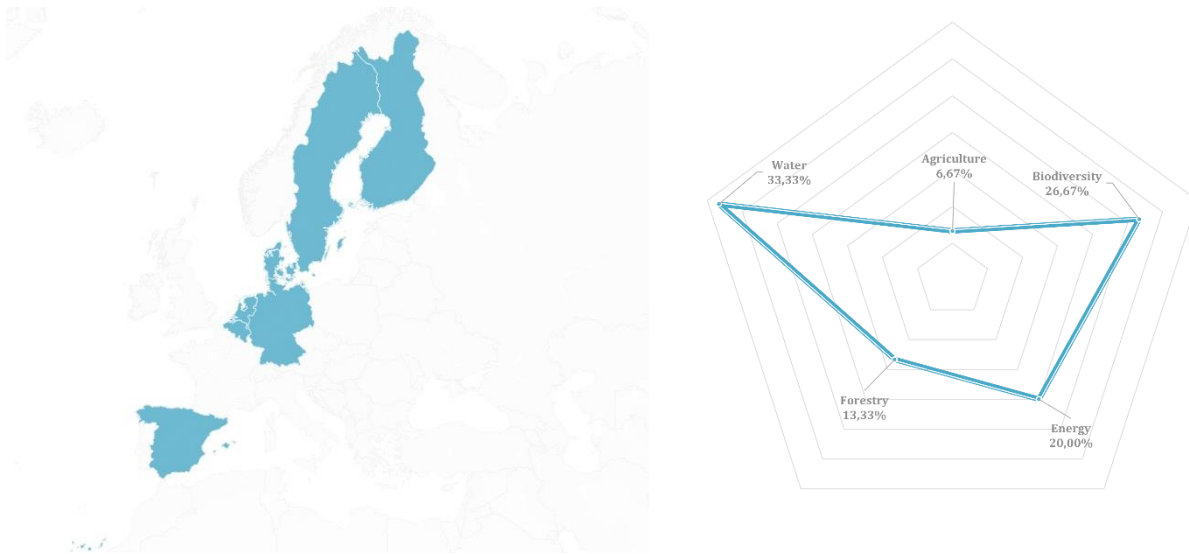 Agriculture
6,67%
Water
33,33%
Biodiversity
26,67%
Forestry
13,33%
Energy
20,00%